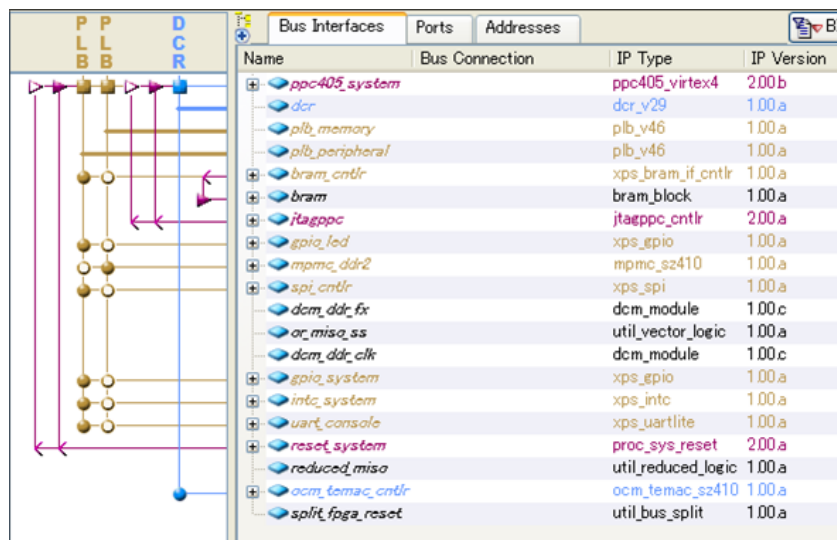 PLB PLB DCR
Bus Interfaces Ports Addresses B
Name Bus Connection IP Type IP Version
ppc405_system ppc405_virtex4 2.00.b
dcr dcr_v29 1.00.a
plb_memory plb_v46 1.00.a
plb_peripheral plb_v46 1.00.a
bram_cntlr xps_bram_if_cntlr 1.00.a
bram bram_block 1.00.a
jtagppc jtagppc_cntlr 2.00.a
gpio_led xps_gpio 1.00.a
mpmc_ddr2 mpmc_sz410 1.00.a
spi_cntlr xps_spi 1.00.a
dcm_ddr_fx dcm_module 1.00.c
or_miso_ss util_vector_logic 1.00.a
dcm_ddr_clk dcm_module 1.00.c
gpio_system xps_gpio 1.00.a
intc_system xps_intc 1.00.a
uart_console xps_uartlite 1.00.a
reset_system proc_sys_reset 2.00.a
reduced_miso util_reduced_logic 1.00.a
ocm_temac_cntlr ocm_temac_sz410 1.00.a
split_fpga_reset util_bus_split 1.00.a